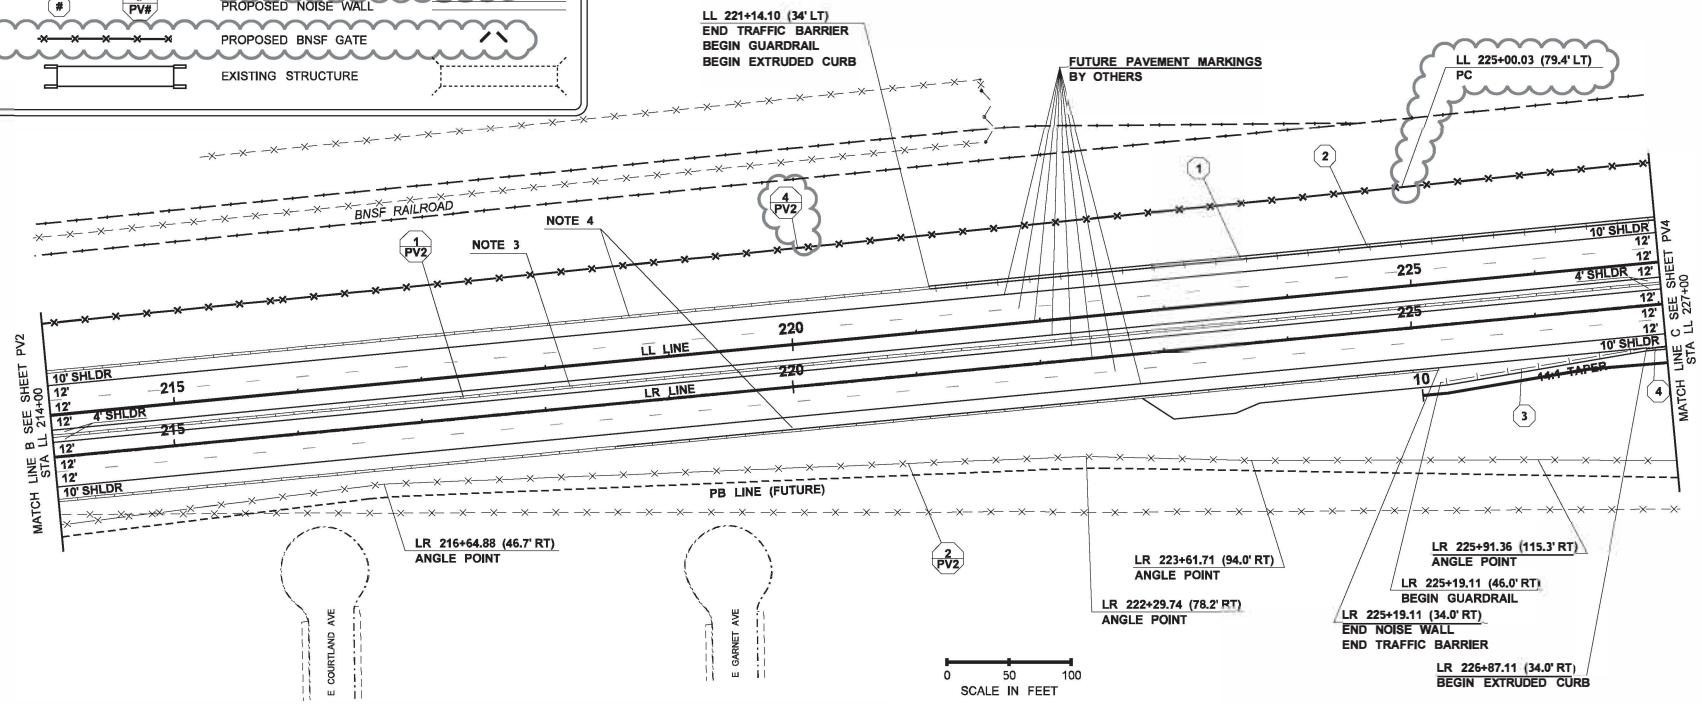 #
PV#
PROPOSED NOISE WALL
PROPOSED BNSF GATE
EXISTING STRUCTURE
LL 221+14.10 (34' LT)
END TRAFFIC BARRIER
BEGIN GUARDRAIL
BEGIN EXTRUDED CURB
FUTURE PAVEMENT MARKINGS
BY OTHERS
LL 225+00.03 (79.4' LT)
PC
1
2
BNSF RAILROAD
4
PV2
NOTE 4
NOTE 3
1
PV2
MATCH LINE B SEE SHEET PV2
STA LL 214+00
10' SHLDR
12'
12'
12'
4' SHLDR
12'
12'
12'
10' SHLDR
215
215
LL LINE
LR LINE
220
220
225
225
10' SHLDR
12'
12'
4' SHLDR
12'
12'
12'
12'
10' SHLDR
MATCH LINE C SEE SHEET PV4
STA LL 227+00
10
14:1 TAPER
3
4
PB LINE (FUTURE)
LR 216+64.88 (46.7' RT)
ANGLE POINT
2
PV2
LR 223+61.71 (94.0' RT)
ANGLE POINT
LR 222+29.74 (78.2' RT)
ANGLE POINT
LR 225+91.36 (115.3' RT)
ANGLE POINT
LR 225+19.11 (46.0' RT)
BEGIN GUARDRAIL
LR 225+19.11 (34.0' RT)
END NOISE WALL
END TRAFFIC BARRIER
LR 226+87.11 (34.0' RT)
BEGIN EXTRUDED CURB
E COURTLAND AVE
E GARNET AVE
0 50 100
SCALE IN FEET